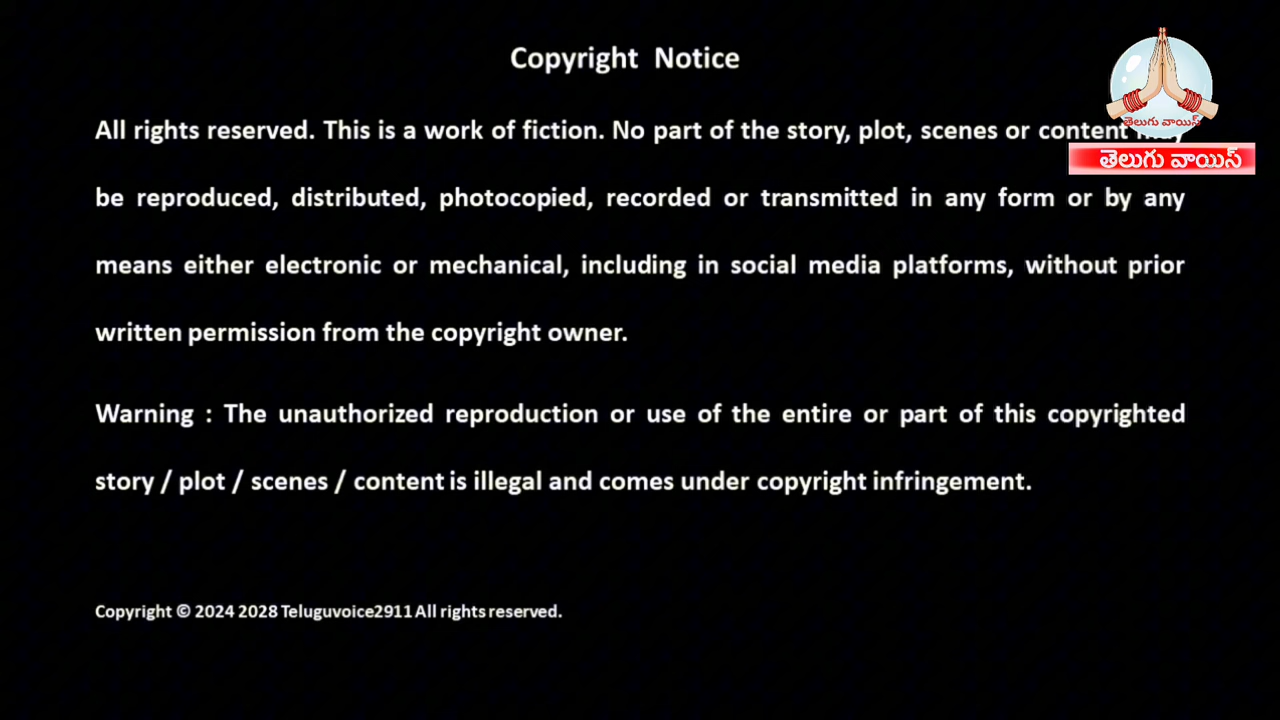 Copyright Notice
తెలుగు వాయిస్
All rights reserved. This is a work of fiction. No part of the story, plot, scenes or content may
తెలుగు వాయిస్
be reproduced, distributed, photocopied, recorded or transmitted in any form or by any
means either electronic or mechanical, including in social media platforms, without prior
written permission from the copyright owner.
Warning : The unauthorized reproduction or use of the entire or part of this copyrighted
story / plot / scenes / content is illegal and comes under copyright infringement.
Copyright © 2024 2028 Teluguvoice2911 All rights reserved.